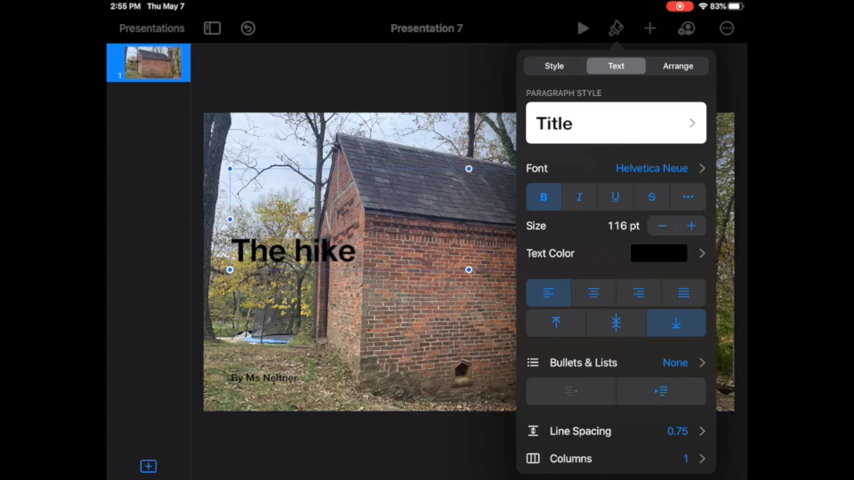 2:55 PM Thu May 7
83%
Presentations
Presentation 7
Style
Text
Arrange
1
PARAGRAPH STYLE
Title
Font
Helvetica Neue
B I U S
Size
116 pt
Text Color
The hike
Bullets & Lists
None
By Ms Neltner
Line Spacing
0.75
Columns
1